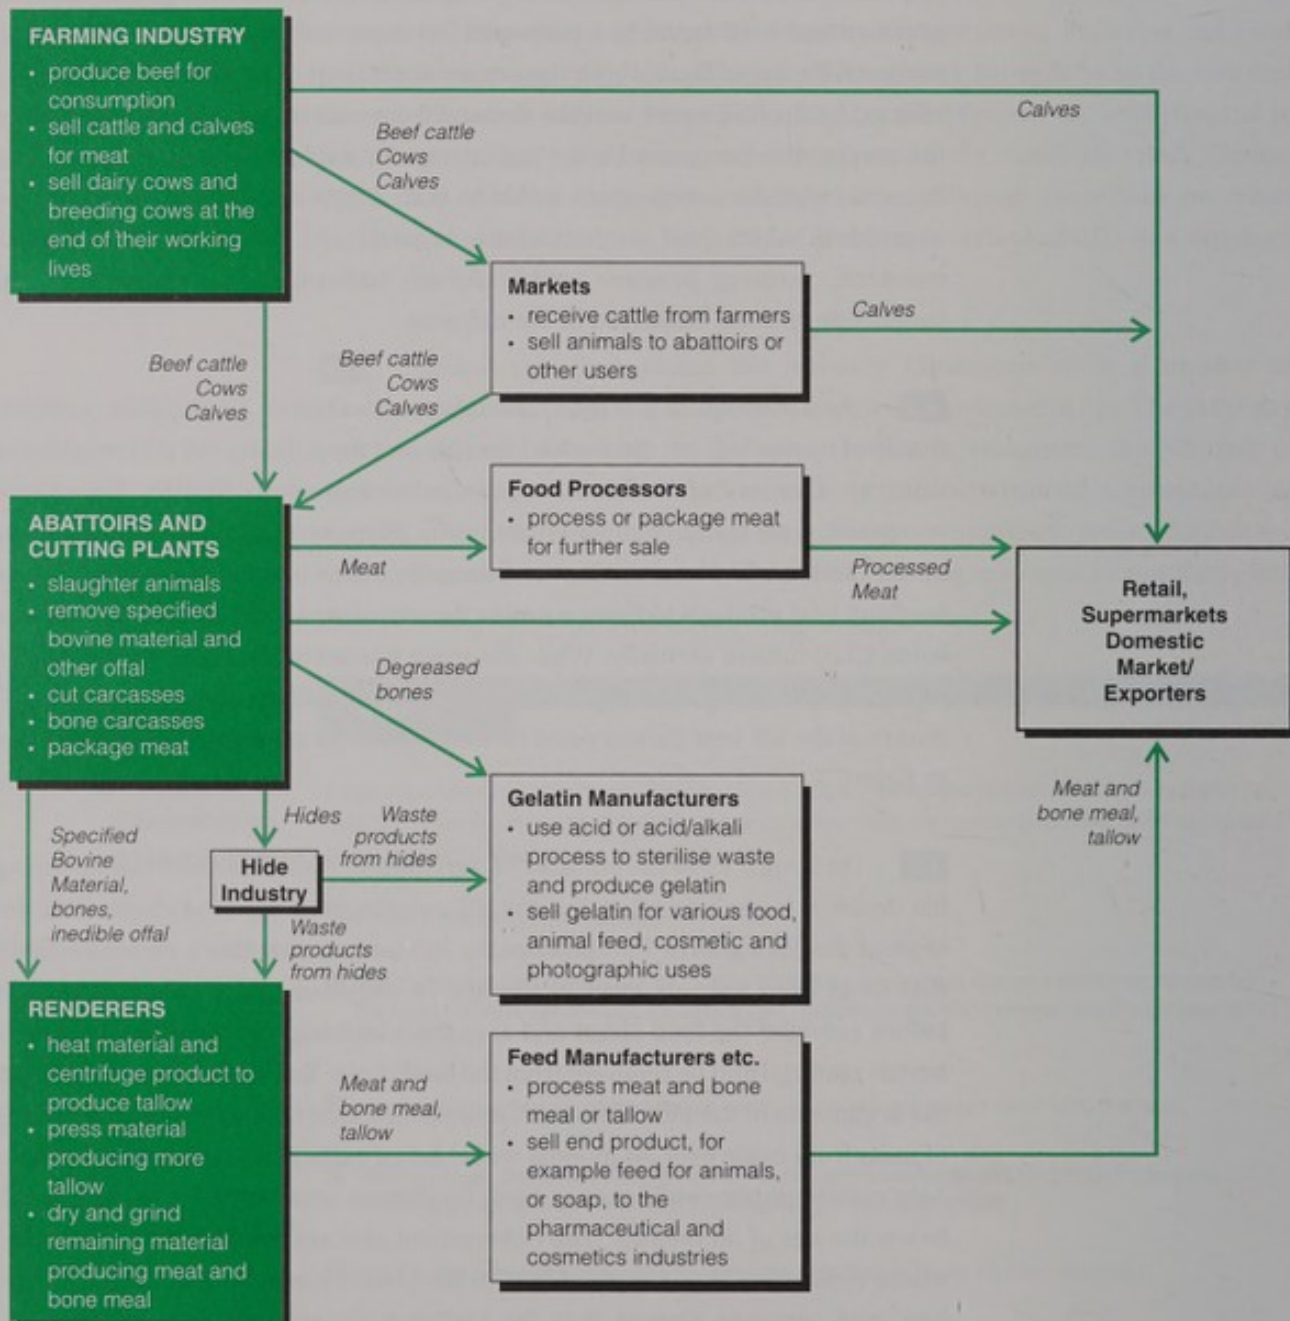 FARMING INDUSTRY
• produce beef for
consumption
• sell cattle and calves
for meat
• sell dairy cows and
breeding cows at the
end of their working
lives
Calves
Beef cattle
Cows
Calves
Markets
• receive cattle from farmers
• sell animals to abattoirs or
other users
Calves
Beef cattle
Cows
Calves
Beef cattle
Cows
Calves
ABATTOIRS AND
CUTTING PLANTS
• slaughter animals
• remove specified
bovine material and
other offal
• cut carcasses
• bone carcasses
• package meat
Meat
Food Processors
• process or package meat
for further sale
Processed
Meat
Retail,
Supermarkets
Domestic
Market/
Exporters
Degreased
bones
Specified
Bovine
Material,
bones,
inedible offal
Hides
Hide
Industry
Waste
products
from hides
Waste
products
from hides
Gelatin Manufacturers
• use acid or acid/alkali
process to sterilise waste
and produce gelatin
• sell gelatin for various food,
animal feed, cosmetic and
photographic uses
Meat and
bone meal,
tallow
RENDERERS
• heat material and
centrifuge product to
produce tallow
• press material
producing more
tallow
• dry and grind
remaining material
producing meat and
bone meal
Meat and
bone meal,
tallow
Feed Manufacturers etc.
• process meat and bone
meal or tallow
• sell end product, for
example feed for animals,
or soap, to the
pharmaceutical and
cosmetics industries